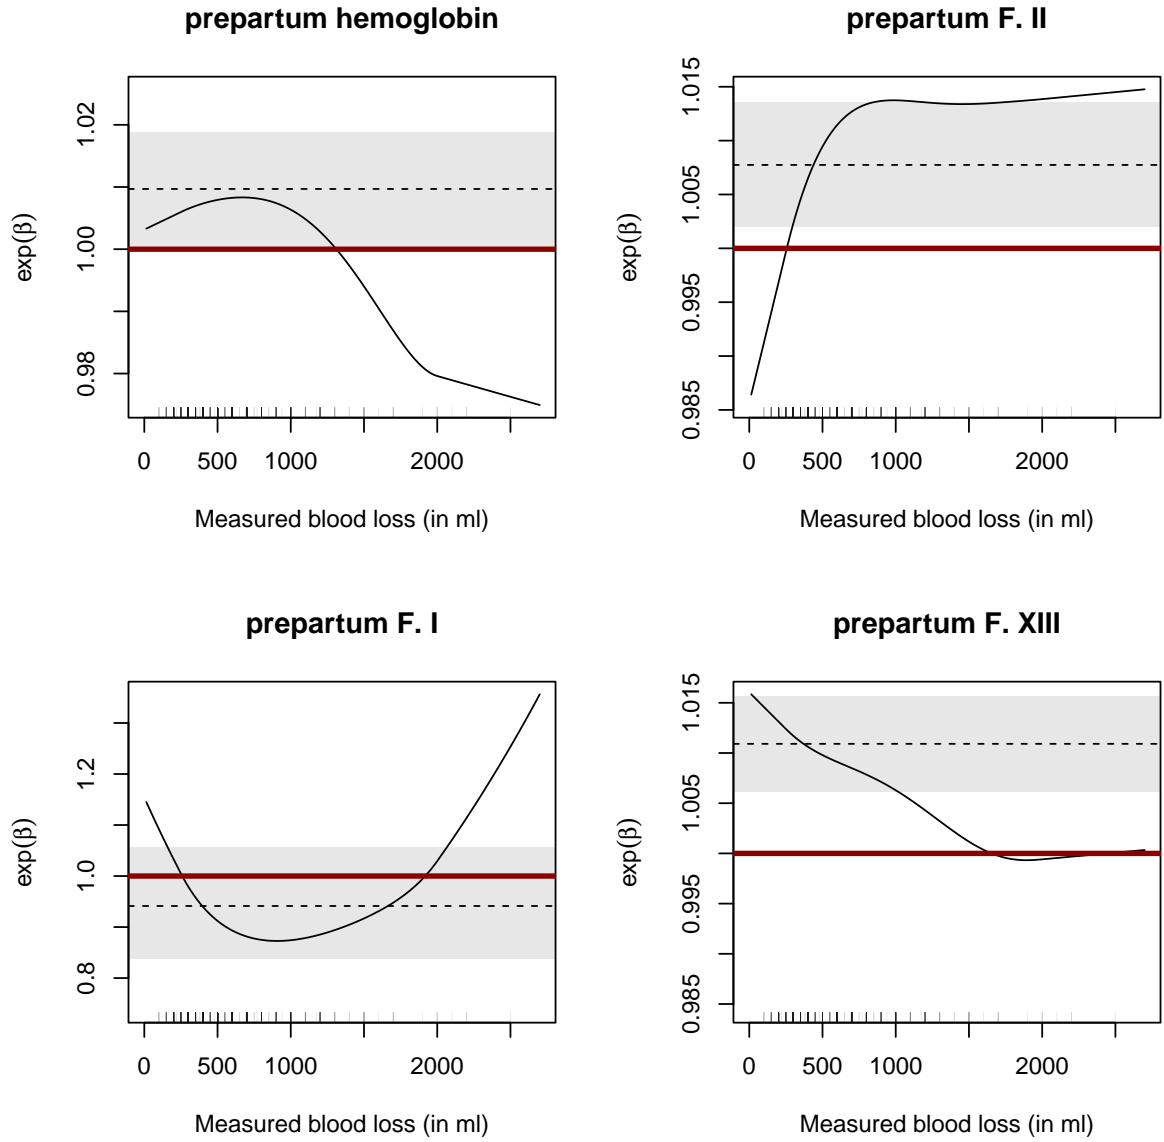 prepartum hemoglobin
exp(β)
0.98 1.00 1.02
0 500 1000 2000
Measured blood loss (in ml)
prepartum F. II
exp(β)
0.985 0.995 1.005 1.015
0 500 1000 2000
Measured blood loss (in ml)
prepartum F. I
exp(β)
0.8 1.0 1.2
0 500 1000 2000
Measured blood loss (in ml)
prepartum F. XIII
exp(β)
0.985 0.995 1.005 1.015
0 500 1000 2000
Measured blood loss (in ml)